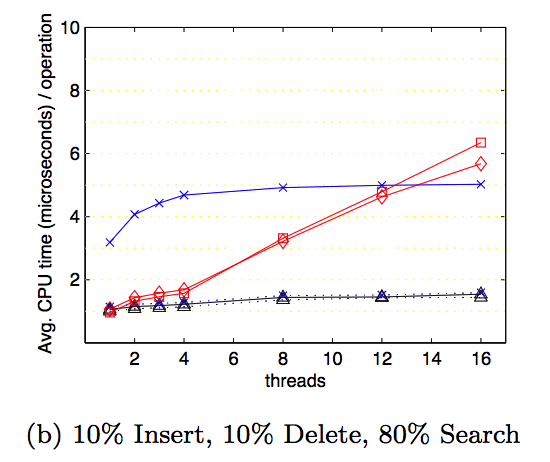 Avg. CPU time (microseconds) / operation
10
8
6
4
2
2 4 6 8 10 12 14 16
threads
(b) 10% Insert, 10% Delete, 80% Search